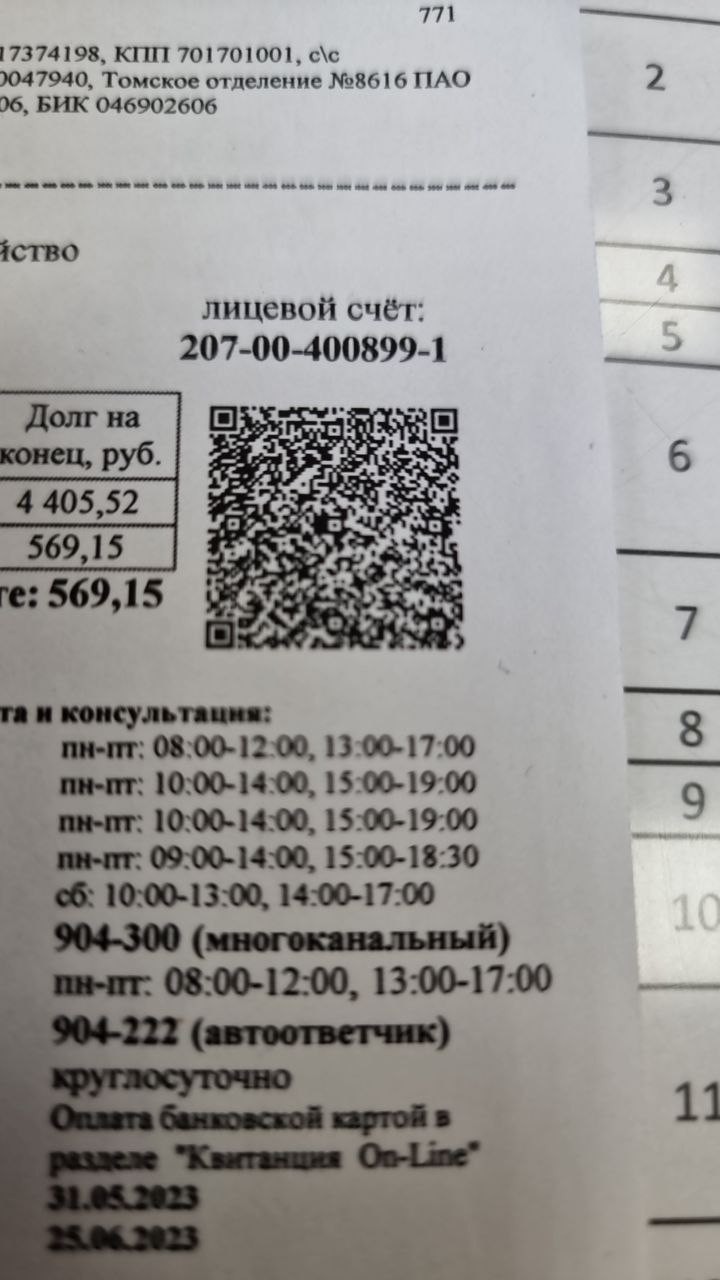 771
17374198, КПП 701701001, с\с
0047940, Томское отделение №8616 ПАО
06, БИК 046902606
йство
лицевой счёт:
207-00-400899-1
Долг на
конец, руб.
4 405,52
569,15
те: 569,15
та и консультация:
пн-пт: 08:00-12:00, 13:00-17:00
пн-пт: 10:00-14:00, 15:00-19:00
пн-пт: 10:00-14:00, 15:00-19:00
пн-пт: 09:00-14:00, 15:00-18:30
сб: 10:00-13:00, 14:00-17:00
904-300 (многоканальный)
пн-пт: 08:00-12:00, 13:00-17:00
904-222 (автоответчик)
круглосуточно
Оплата банковской картой в
разделе "Квитанция On-Line"
31.05.2023
25.06.2023
2
3
4
5
6
7
8
9
10
11